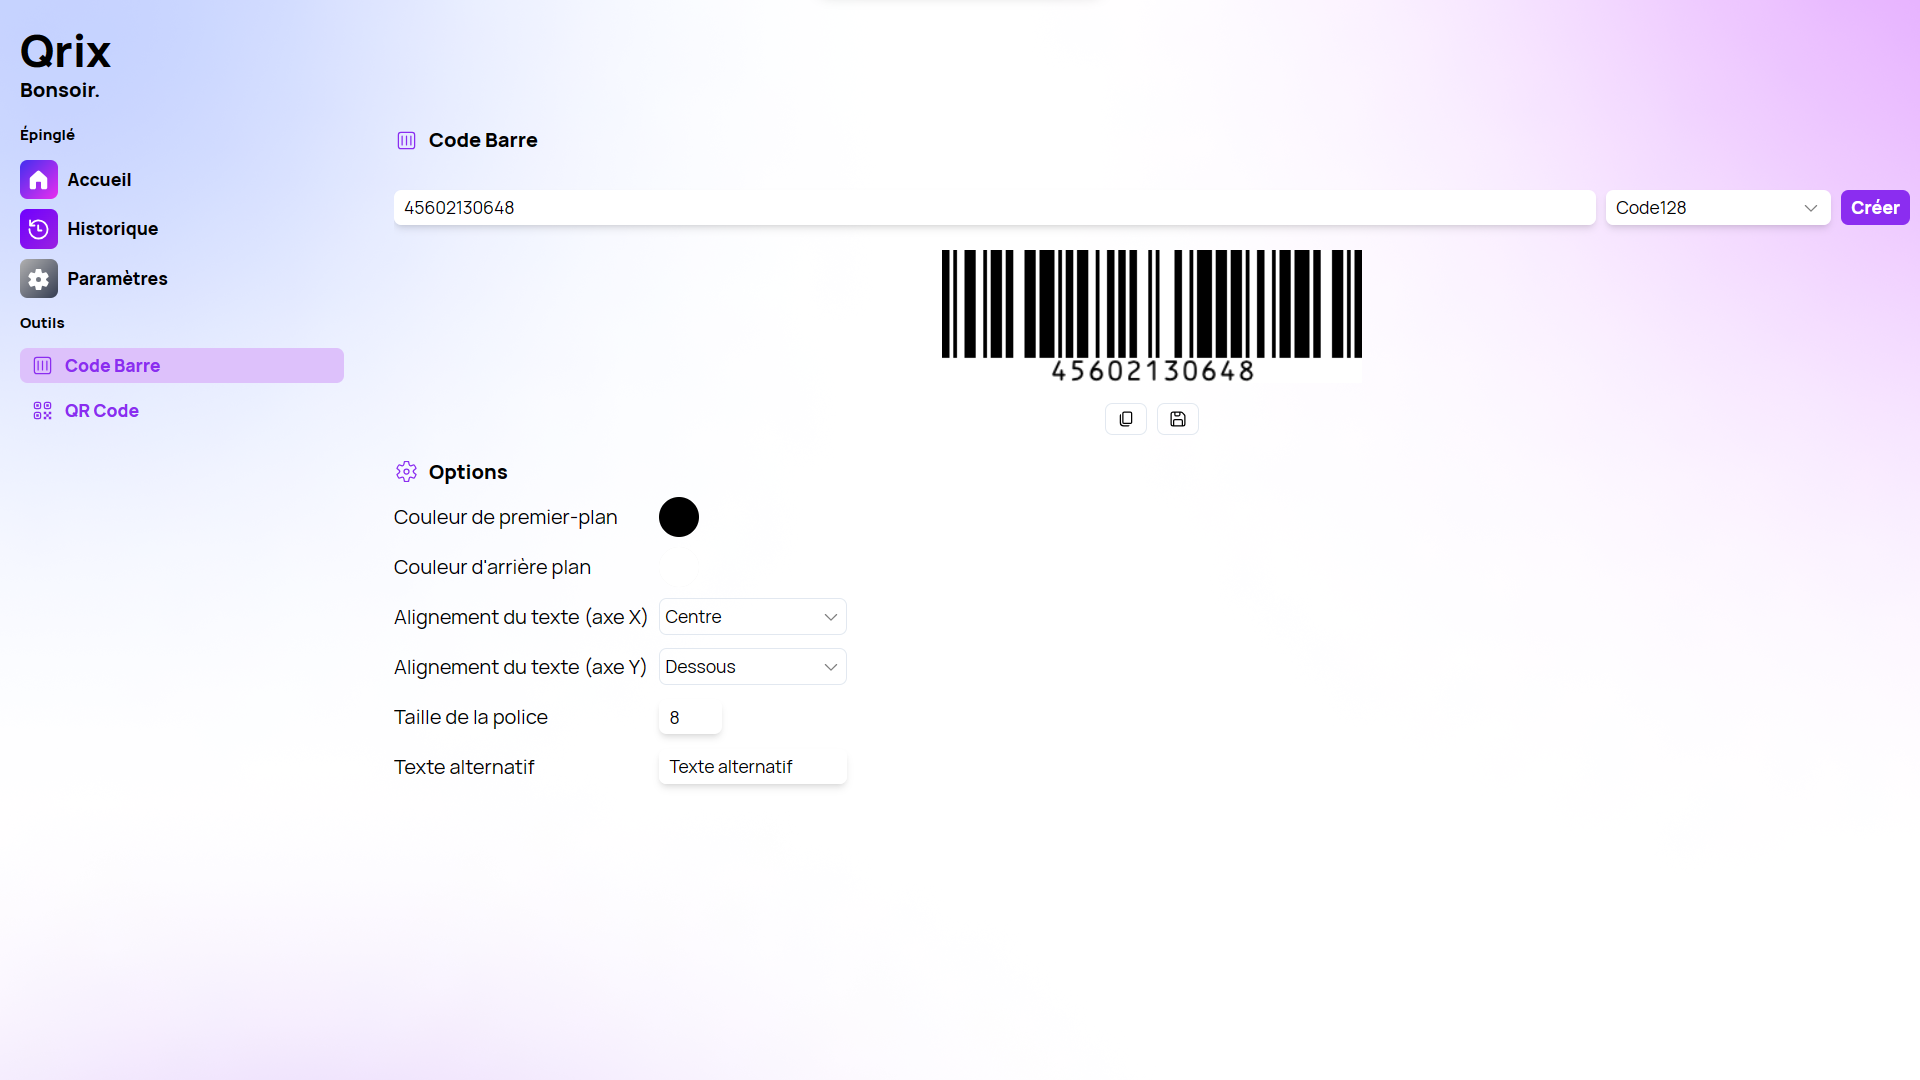 Qrix
Bonsoir.
Épinglé
Accueil
Historique
Paramètres
Outils
Code Barre
QR Code
Code Barre
45602130648
Code128
Créer
45602130648
Options
Couleur de premier-plan
Couleur d'arrière plan
Alignement du texte (axe X)
Centre
Alignement du texte (axe Y)
Dessous
Taille de la police
8
Texte alternatif
Texte alternatif